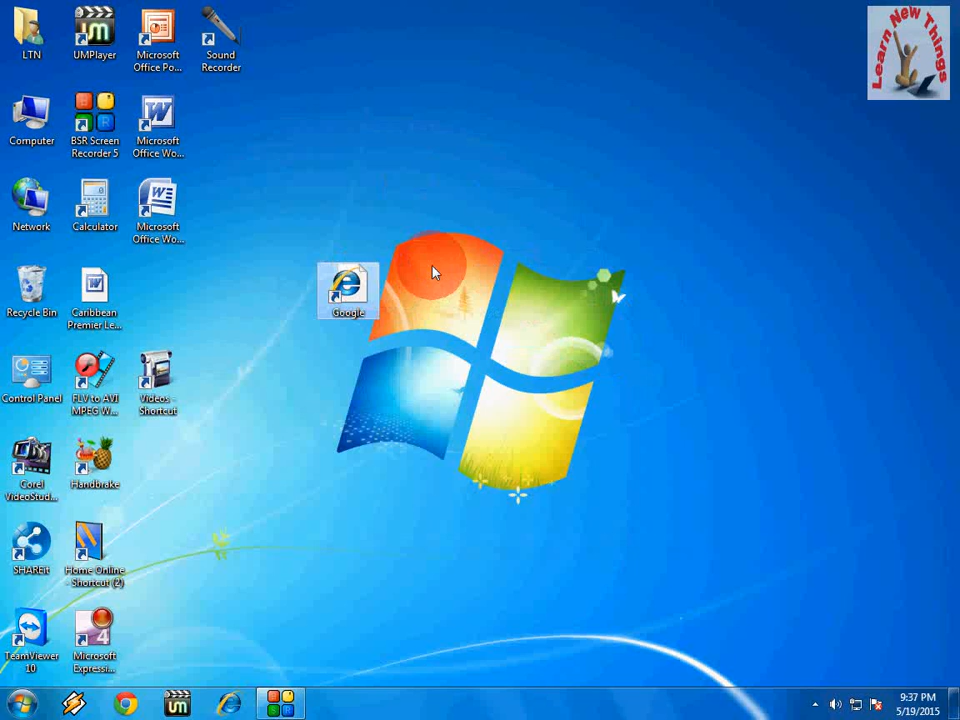 LTN
UMPlayer
Microsoft
Office Po...
Sound
Recorder
Learn New Things
Computer
BSR Screen
Recorder 5
Microsoft
Office Wo...
Network
Calculator
Microsoft
Office Wo...
Google
Recycle Bin
Caribbean
Premier Le...
Control Panel
FLV to AVI
MPEG W...
Videos -
Shortcut
Corel
VideoStud...
Handbrake
SHAREit
Home Online
- Shortcut (2)
TeamViewer
10
Microsoft
Expressi...
9:37 PM
5/19/2015